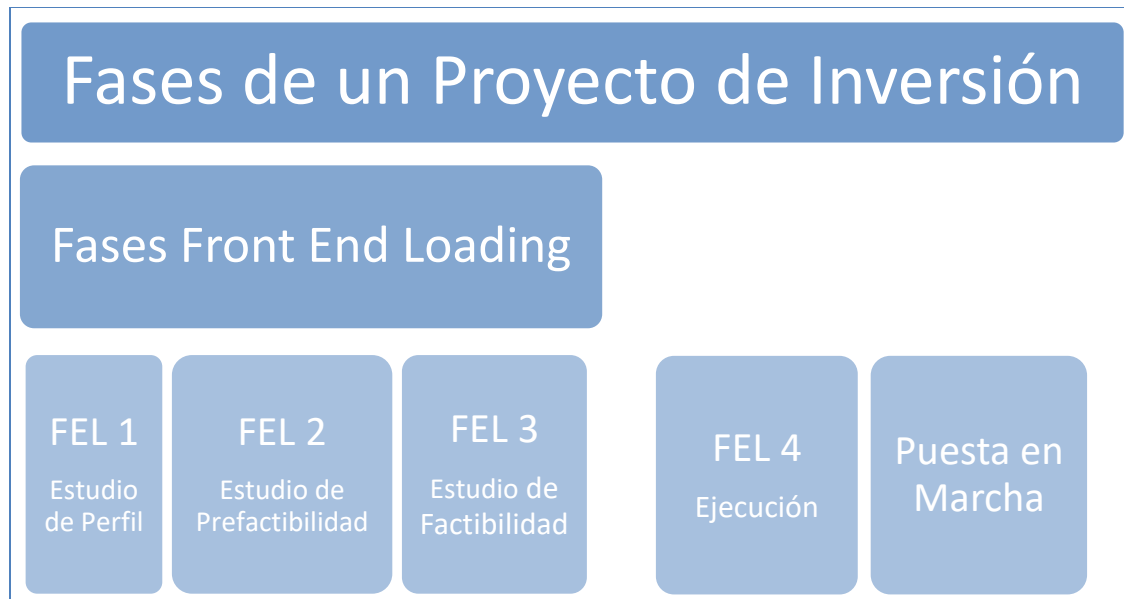 Fases de un Proyecto de Inversión
Fases Front End Loading
FEL 1
Estudio
de Perfil
FEL 2
Estudio de
Prefactibilidad
FEL 3
Estudio de
Factibilidad
FEL 4
Ejecución
Puesta en
Marcha